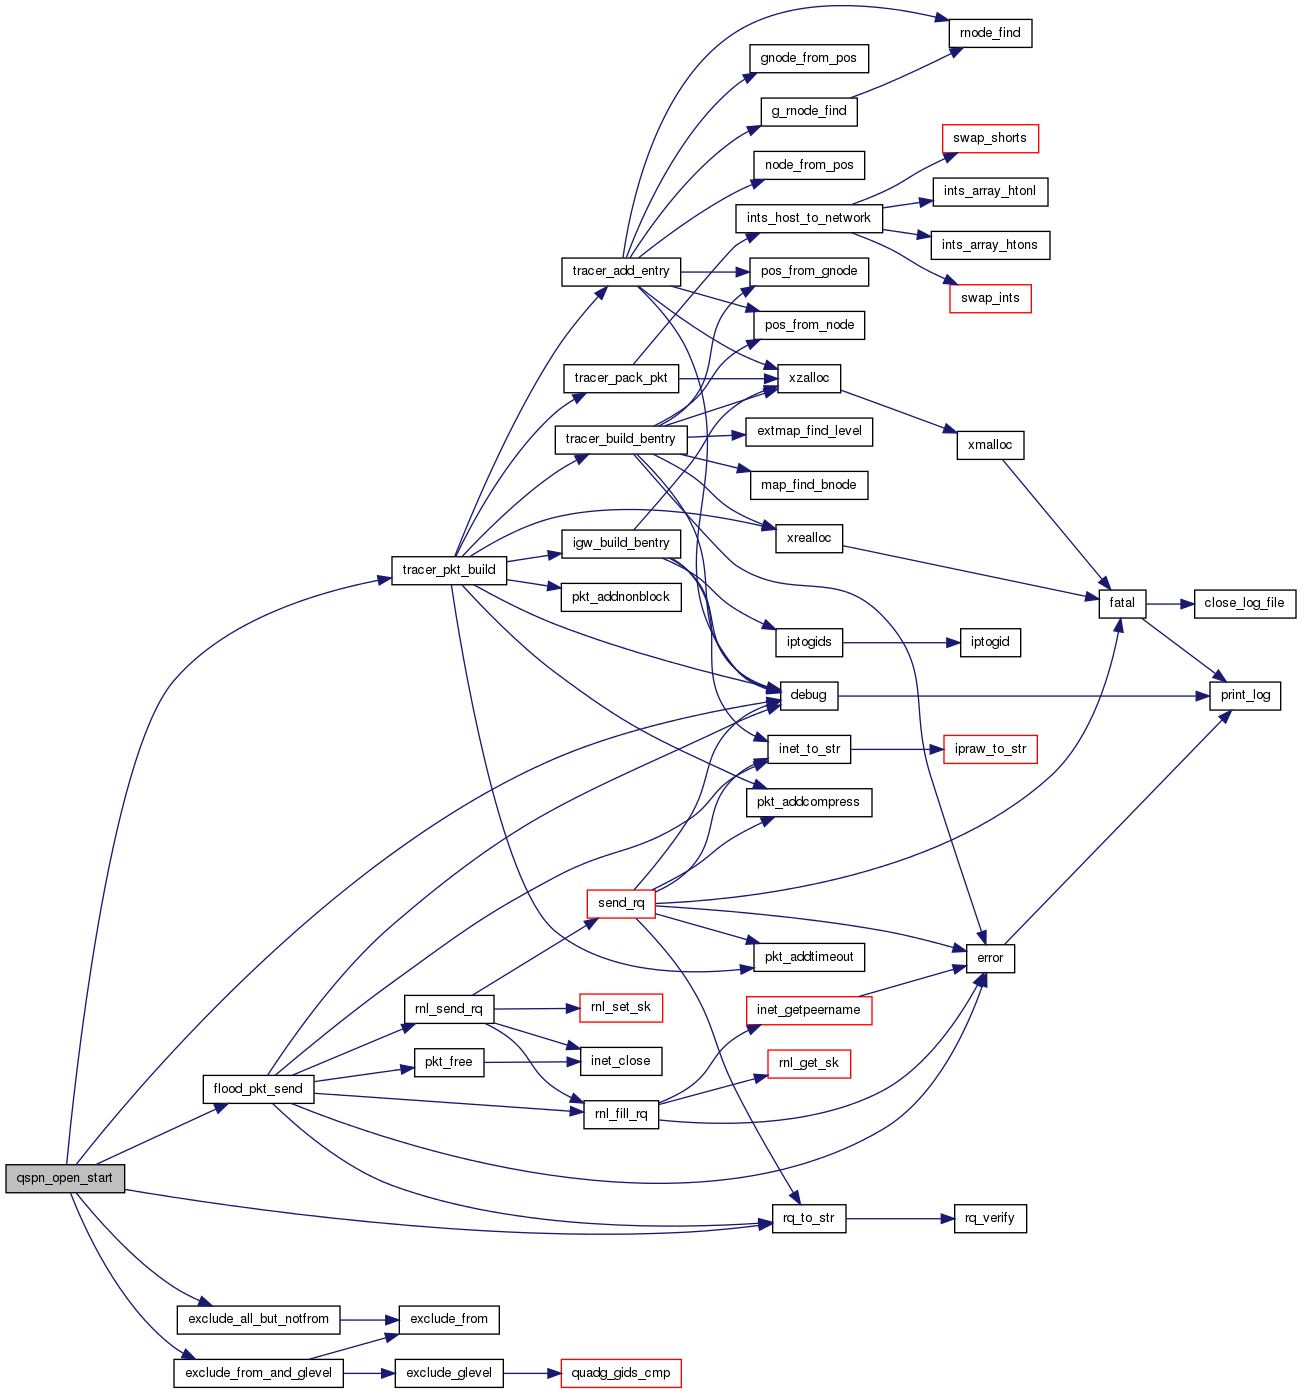 rnode_find
gnode_from_pos
g_rnode_find
swap_shorts
node_from_pos
ints_array_htonl
ints_host_to_network
ints_array_htons
tracer_add_entry
pos_from_gnode
swap_ints
pos_from_node
tracer_pack_pkt
xzalloc
extmap_find_level
tracer_build_bentry
xmalloc
map_find_bnode
xrealloc
igw_build_bentry
tracer_pkt_build
pkt_addnonblock
fatal
close_log_file
iptogids
iptogid
debug
print_log
inet_to_str
ipraw_to_str
pkt_addcompress
send_rq
pkt_addtimeout
error
rnl_send_rq
rnl_set_sk
inet_getpeername
pkt_free
inet_close
rnl_get_sk
flood_pkt_send
rnl_fill_rq
qspn_open_start
rq_to_str
rq_verify
exclude_all_but_notfrom
exclude_from
exclude_from_and_glevel
exclude_glevel
quadg_gids_cmp